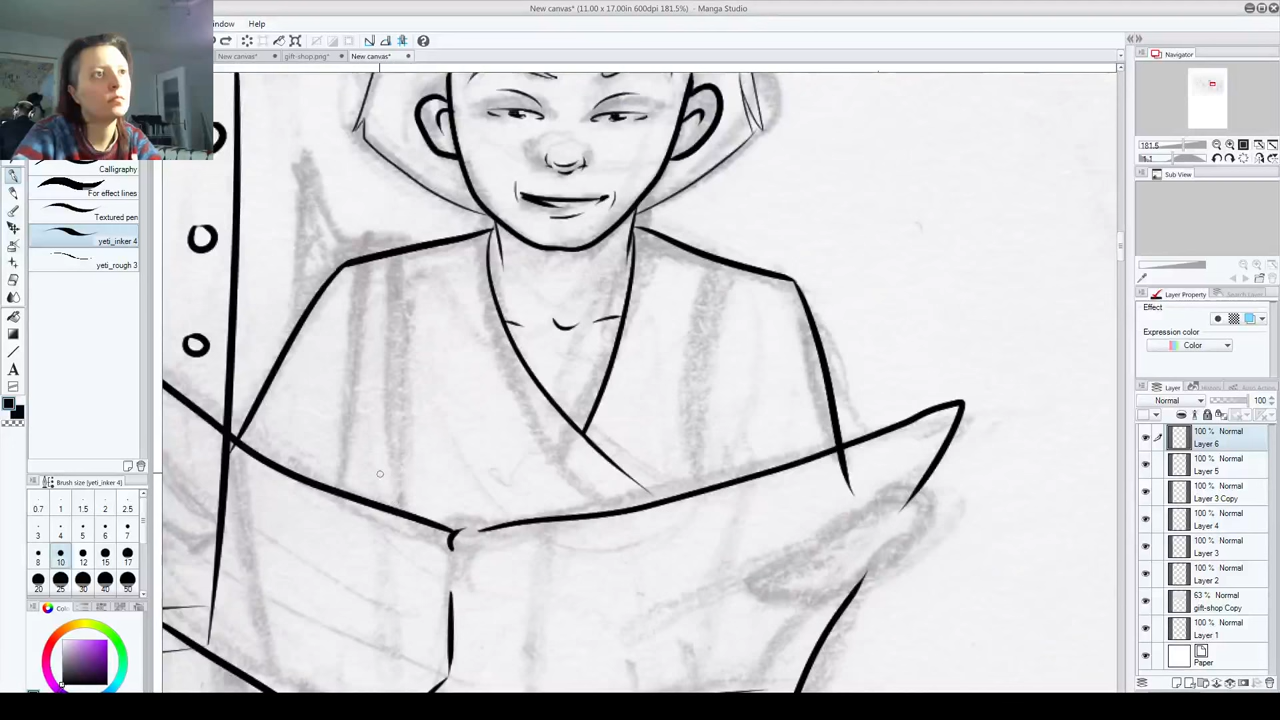 New canvas* (11.00 x 17.00in 600dpi 181.5%) - Manga Studio
Window Help
New canvas* gift-shop.png* New canvas*
Calligraphy
For effect lines
Textured pen
yeti_inker 4
yeti_rough 3
Brush size (yeti_inker 4)
0.7 1 1.5 2 2.5
3 4 5 6 7
8 10 12 15 17
20 25 30 40 50
Navigator
181.5
Sub View
Layer Property Search Layer
Effect
Expression color
Color
Layer
Normal 100
100 % Normal
Layer 6
100 % Normal
Layer 5
100 % Normal
Layer 3 Copy
100 % Normal
Layer 4
100 % Normal
Layer 3
100 % Normal
Layer 2
63 % Normal
gift-shop Copy
100 % Normal
Layer 1
Paper